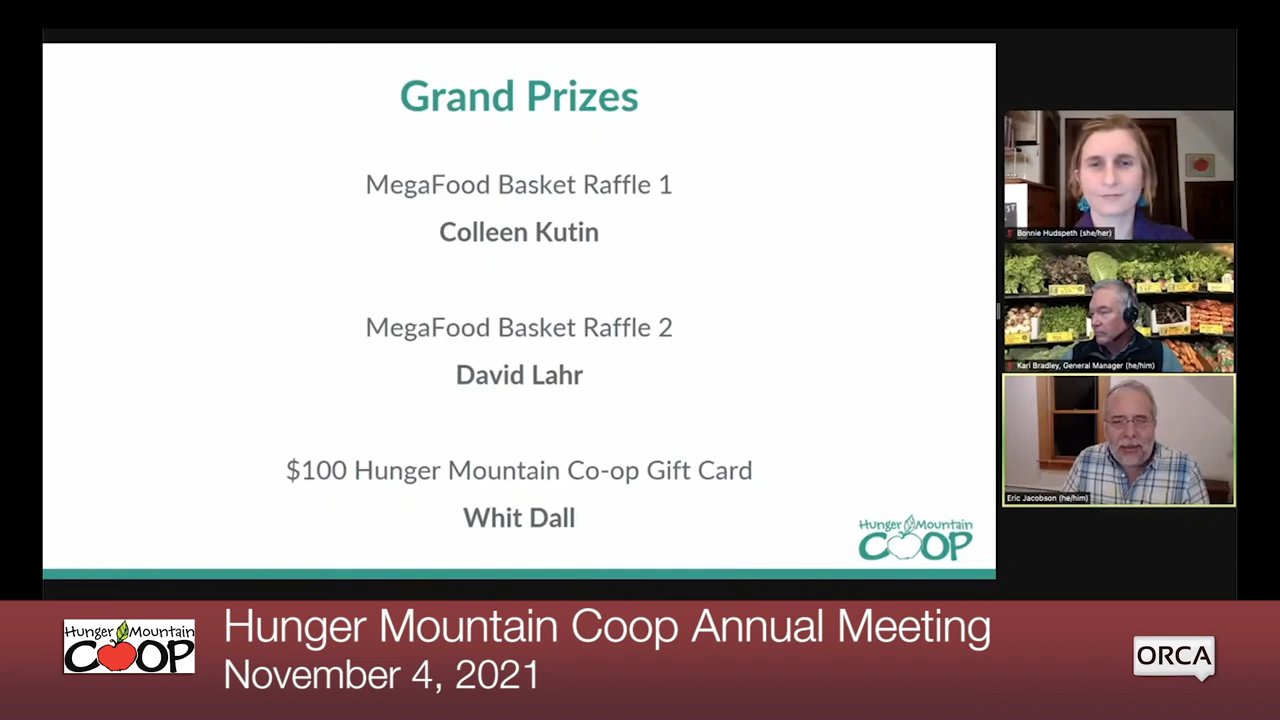 Grand Prizes
MegaFood Basket Raffle 1
Colleen Kutin
MegaFood Basket Raffle 2
David Lahr
$100 Hunger Mountain Co-op Gift Card
Whit Dall
Hunger Mountain
COOP
Bonnie Hudspeth (she/her)
Kari Bradley, General Manager (he/him)
Eric Jacobson (he/him)
Hunger Mountain
COOP
Hunger Mountain Coop Annual Meeting
November 4, 2021
ORCA